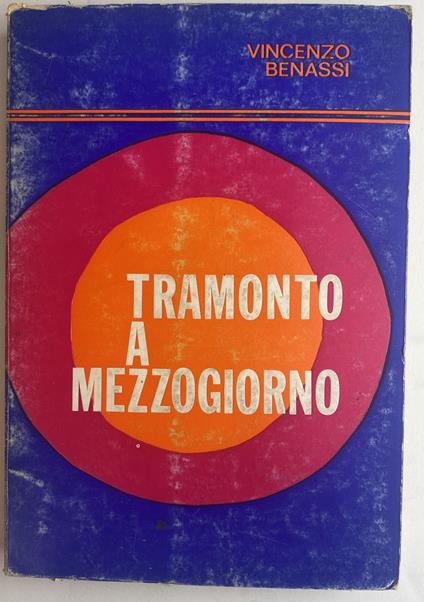 VINCENZO
BENASSI
TRAMONTO
A
MEZZOGIORNO